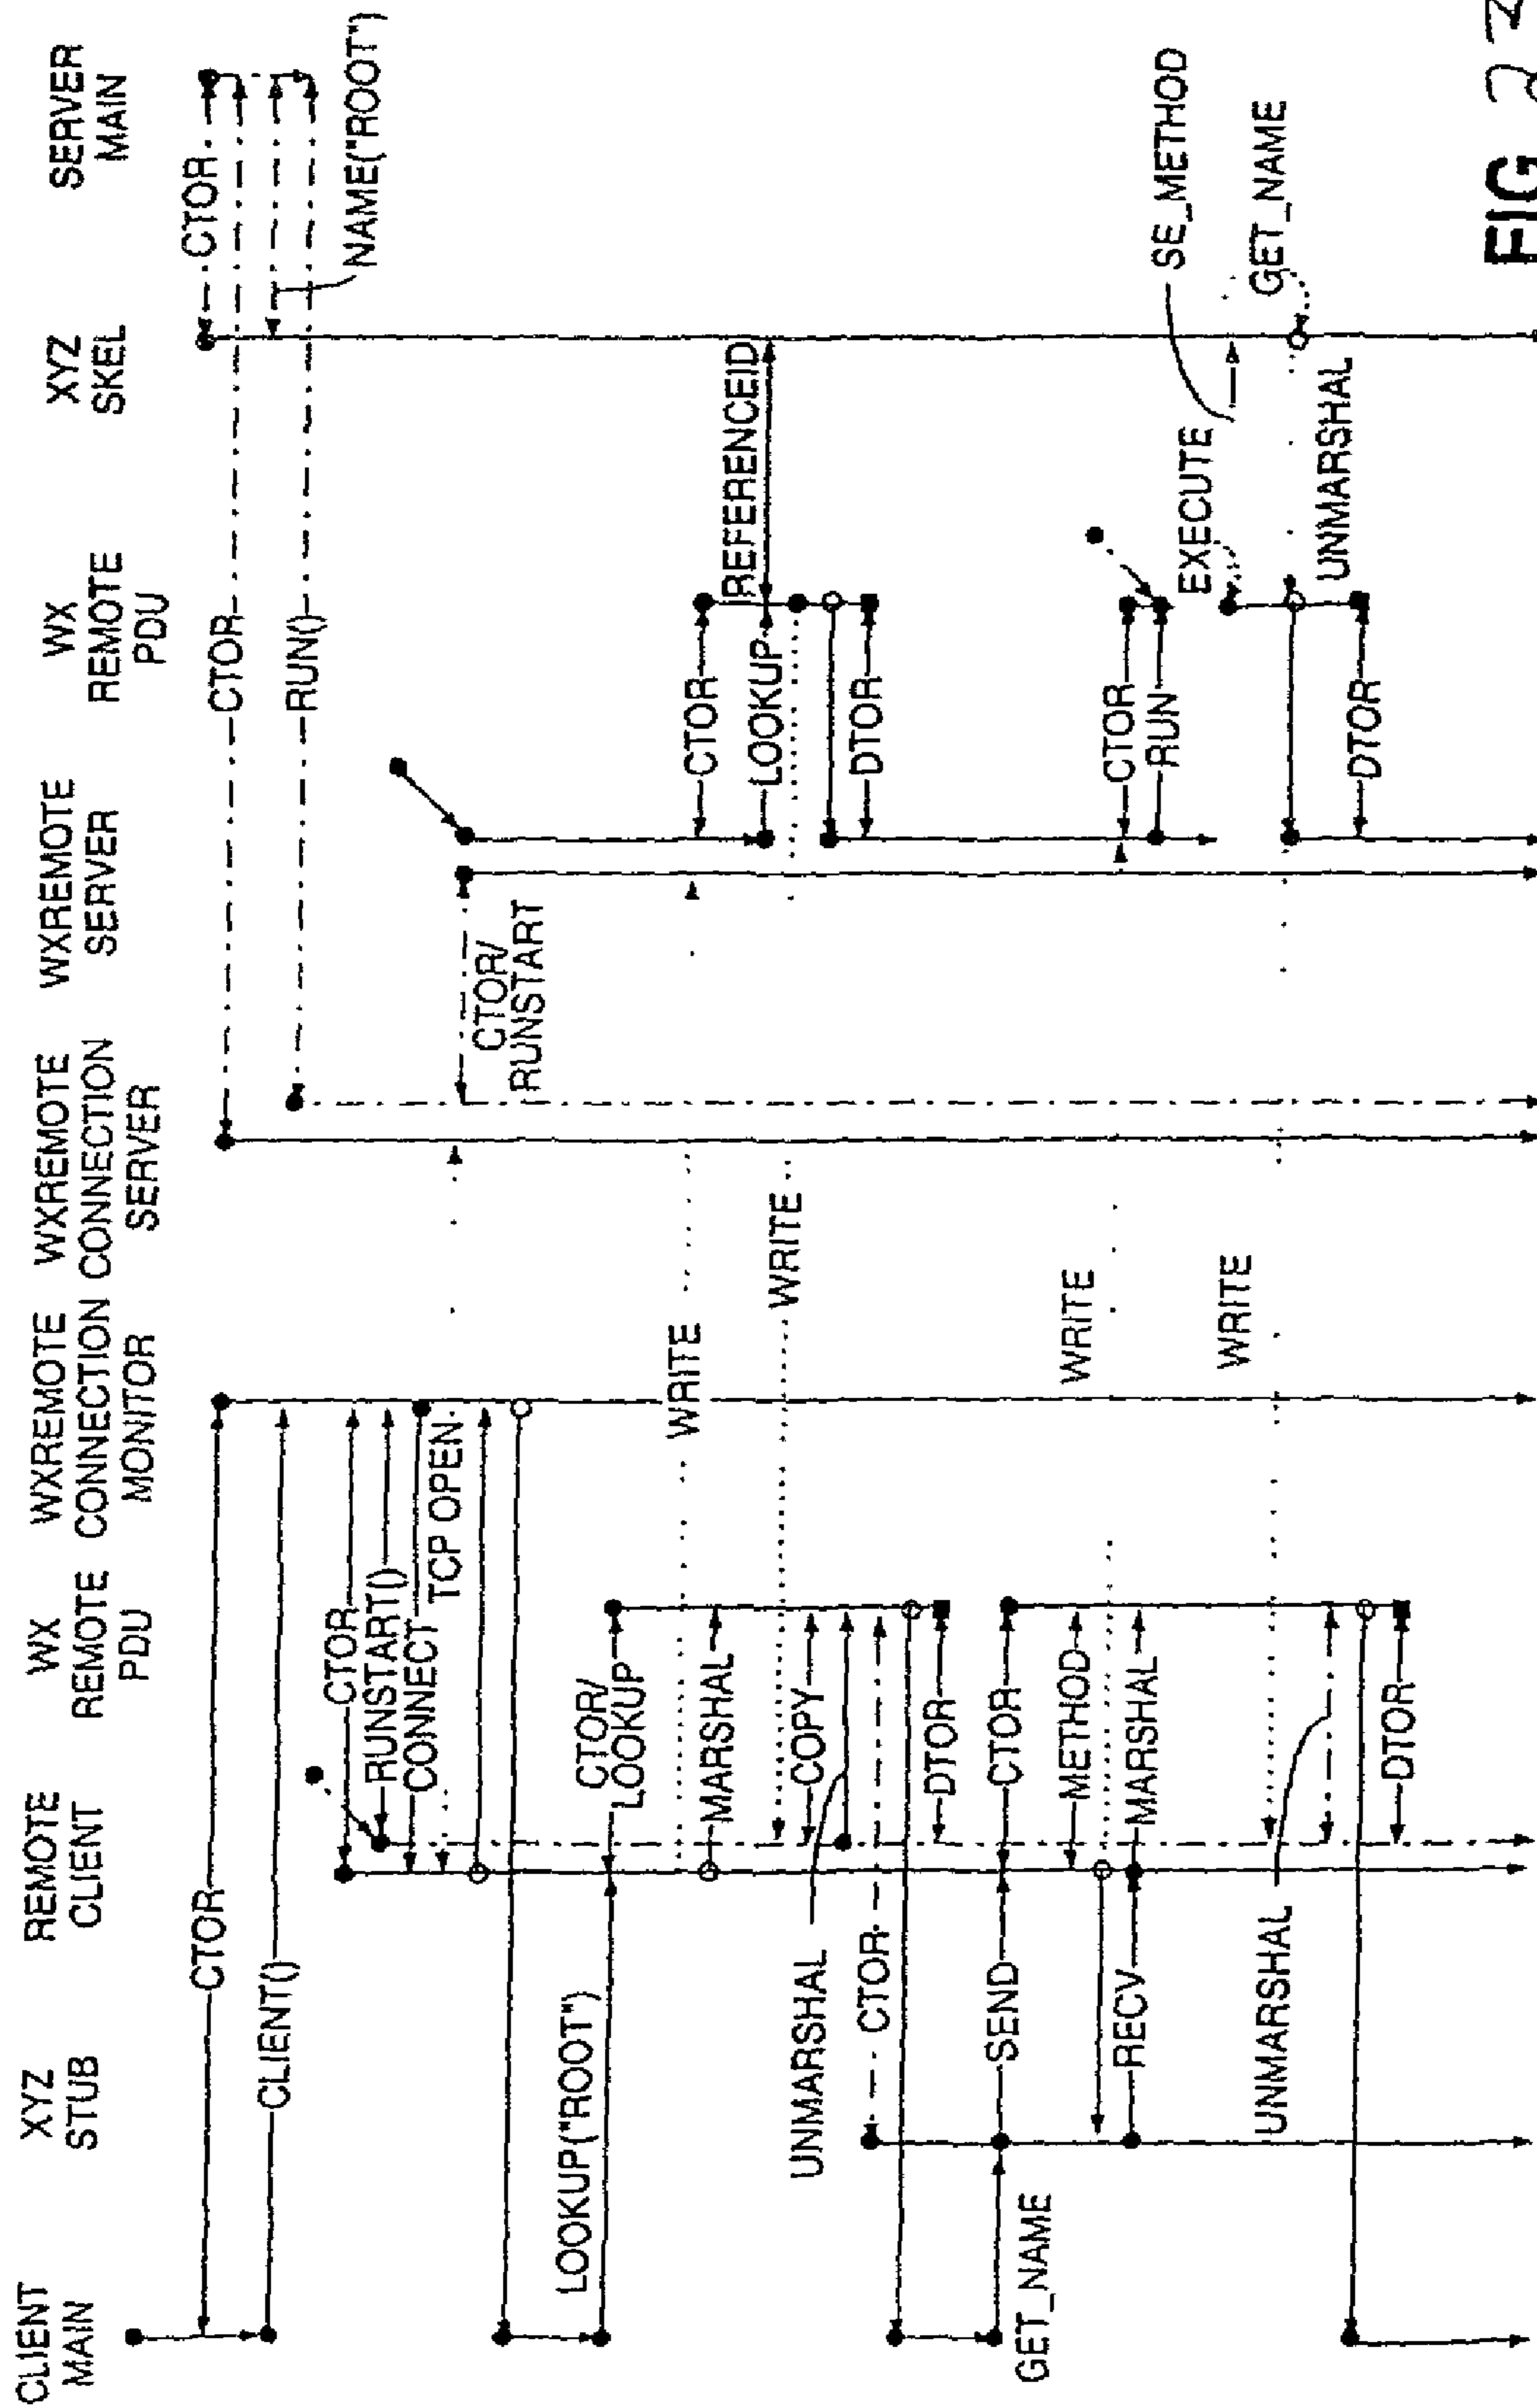 CLIENT
MAIN
XYZ
STUB
REMOTE
CLIENT
WX
REMOTE
PDU
WXREMOTE
CONNECTION
MONITOR
WXREMOTE
CONNECTION
SERVER
WXREMOTE
SERVER
WX
REMOTE
PDU
XYZ
SKEL
SERVER
MAIN
CTOR
CTOR
CTOR
CLIENT()
RUN()
NAME("ROOT")
CTOR
RUNSTART()
CONNECT
TCP OPEN
CTOR/
RUNSTART
LOOKUP("ROOT")
CTOR/
LOOKUP
WRITE
CTOR
MARSHAL
REFERENCEID
LOOKUP
WRITE
COPY
UNMARSHAL
DTOR
CTOR
DTOR
GET_NAME
SEND
CTOR
METHOD
WRITE
CTOR
RECV
MARSHAL
RUN
SE_METHOD
EXECUTE
WRITE
GET_NAME
UNMARSHAL
UNMARSHAL
DTOR
DTOR
FIG 23